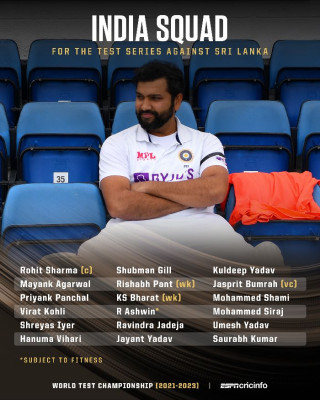 INDIA SQUAD
FOR THE TEST SERIES AGAINST SRI LANKA
MPL
BYJU'S
35
Rohit Sharma (c)
Mayank Agarwal
Priyank Panchal
Virat Kohli
Shreyas Iyer
Hanuma Vihari
Shubman Gill
Rishabh Pant (wk)
KS Bharat (wk)
R Ashwin*
Ravindra Jadeja
Jayant Yadav
Kuldeep Yadav
Jasprit Bumrah (vc)
Mohammed Shami
Mohammed Siraj
Umesh Yadav
Saurabh Kumar
*SUBJECT TO FITNESS
WORLD TEST CHAMPIONSHIP (2021-2023) | ESPNcricinfo